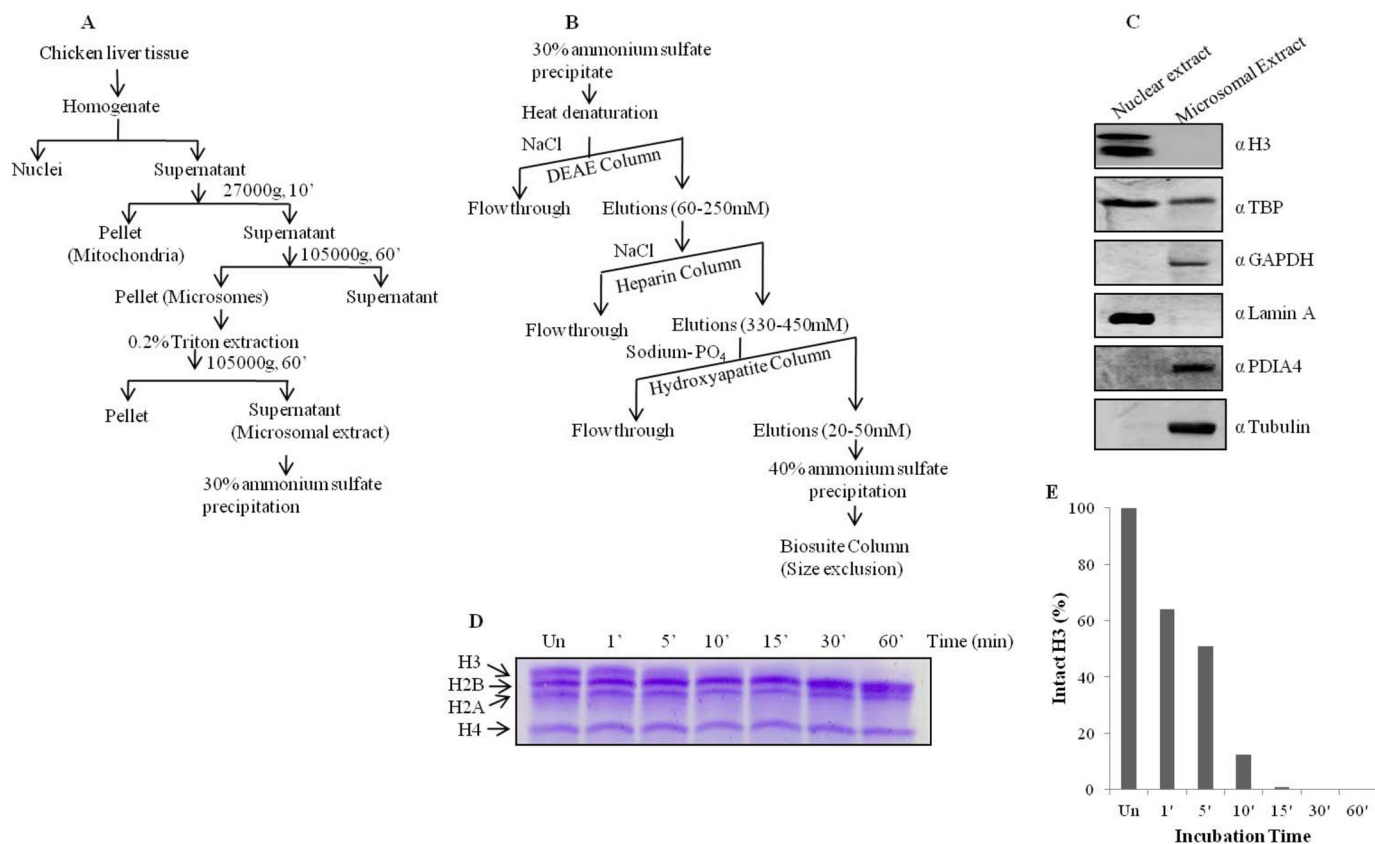 A
Chicken liver tissue
Homogenate
Nuclei
Supernatant
27000g, 10’
Pellet
(Mitochondria)
Supernatant
105000g, 60’
Pellet (Microsomes)
Supernatant
0.2% Triton extraction
105000g, 60’
Pellet
Supernatant
(Microsomal extract)
30% ammonium sulfate
precipitation
B
30% ammonium sulfate
precipitate
Heat denaturation
NaCl
DEAE Column
Flowthrough
Elutions (60-250mM)
NaCl
Heparin Column
Flowthrough
Elutions (330-450mM)
Sodium- PO4
Hydroxyapatite Column
Flowthrough
Elutions (20-50mM)
40% ammonium sulfate
precipitation
Biosuite Column
(Size exclusion)
C
Nuclear extract
Microsomal Extract
α H3
α TBP
α GAPDH
α Lamin A
α PDIA4
α Tubulin
D
Un 1‵ 5‵ 10‵ 15‵ 30‵ 60‵ Time (min)
H3
H2B
H2A
H4
E
Intact H3 (%)
100
80
60
40
20
0
Un 1' 5' 10' 15' 30' 60'
Incubation Time